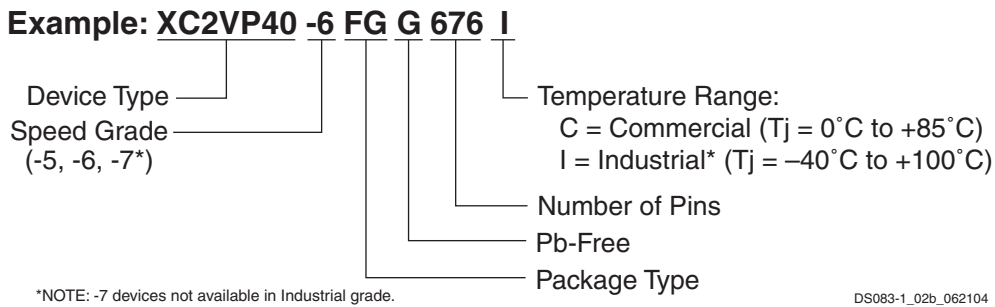 Example: XC2VP40 -6 FG G 676 I
Device Type
Speed Grade
(-5, -6, -7*)
Temperature Range:
C = Commercial (Tj = 0˚C to +85˚C)
I = Industrial* (Tj = –40˚C to +100˚C)
Number of Pins
Pb-Free
Package Type
*NOTE: -7 devices not available in Industrial grade.
DS083-1_02b_062104